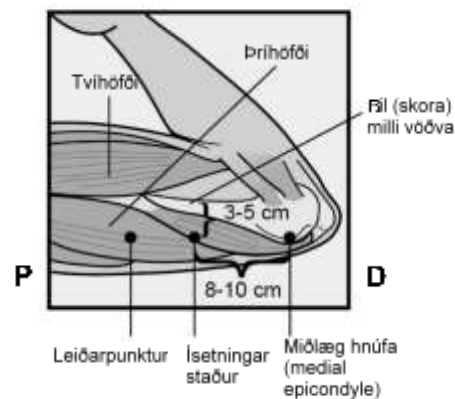 Þríhöfði
Tvíhöfði
Bil (skora)
milli vöðva
3-5 cm
P
D
8-10 cm
Leiðarpunktur
Ísetningar
staður
Miðlæg hnúfa
(medial
epicondyle)